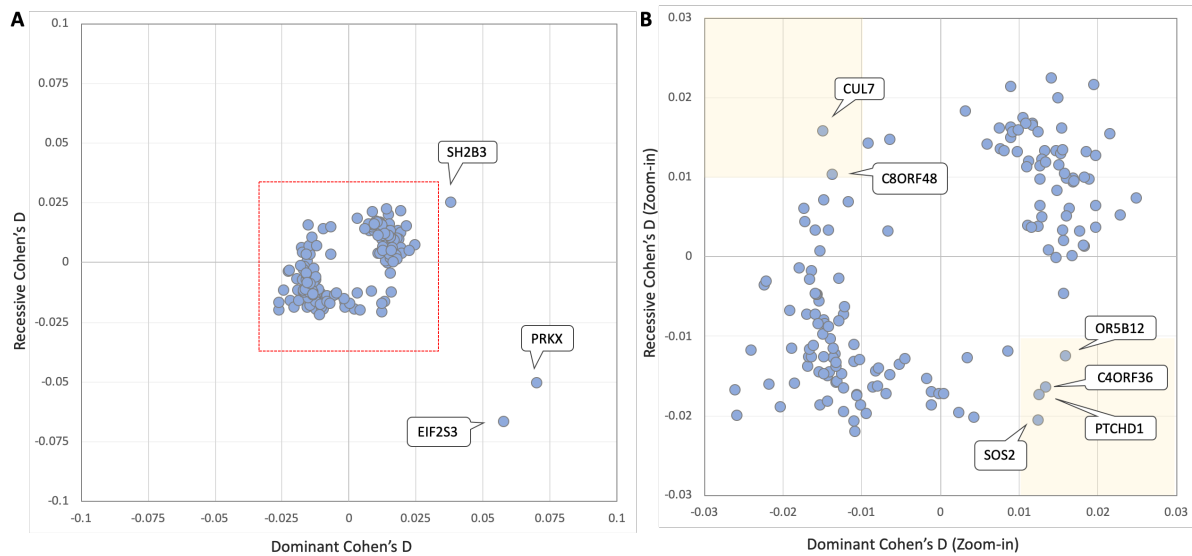 A
0.1
0.075
0.05
0.025
0
-0.025
-0.05
-0.075
-0.1
Recessive Cohen's D
SH2B3
PRKX
EIF2S3
-0.1 -0.075 -0.05 -0.025 0 0.025 0.05 0.075 0.1
Dominant Cohen's D
B
0.03
0.02
0.01
0
-0.01
-0.02
-0.03
Recessive Cohen's D (Zoom-in)
CUL7
C8ORF48
OR5B12
C4ORF36
PTCHD1
SOS2
-0.03 -0.02 -0.01 0 0.01 0.02 0.03
Dominant Cohen's D (Zoom-in)